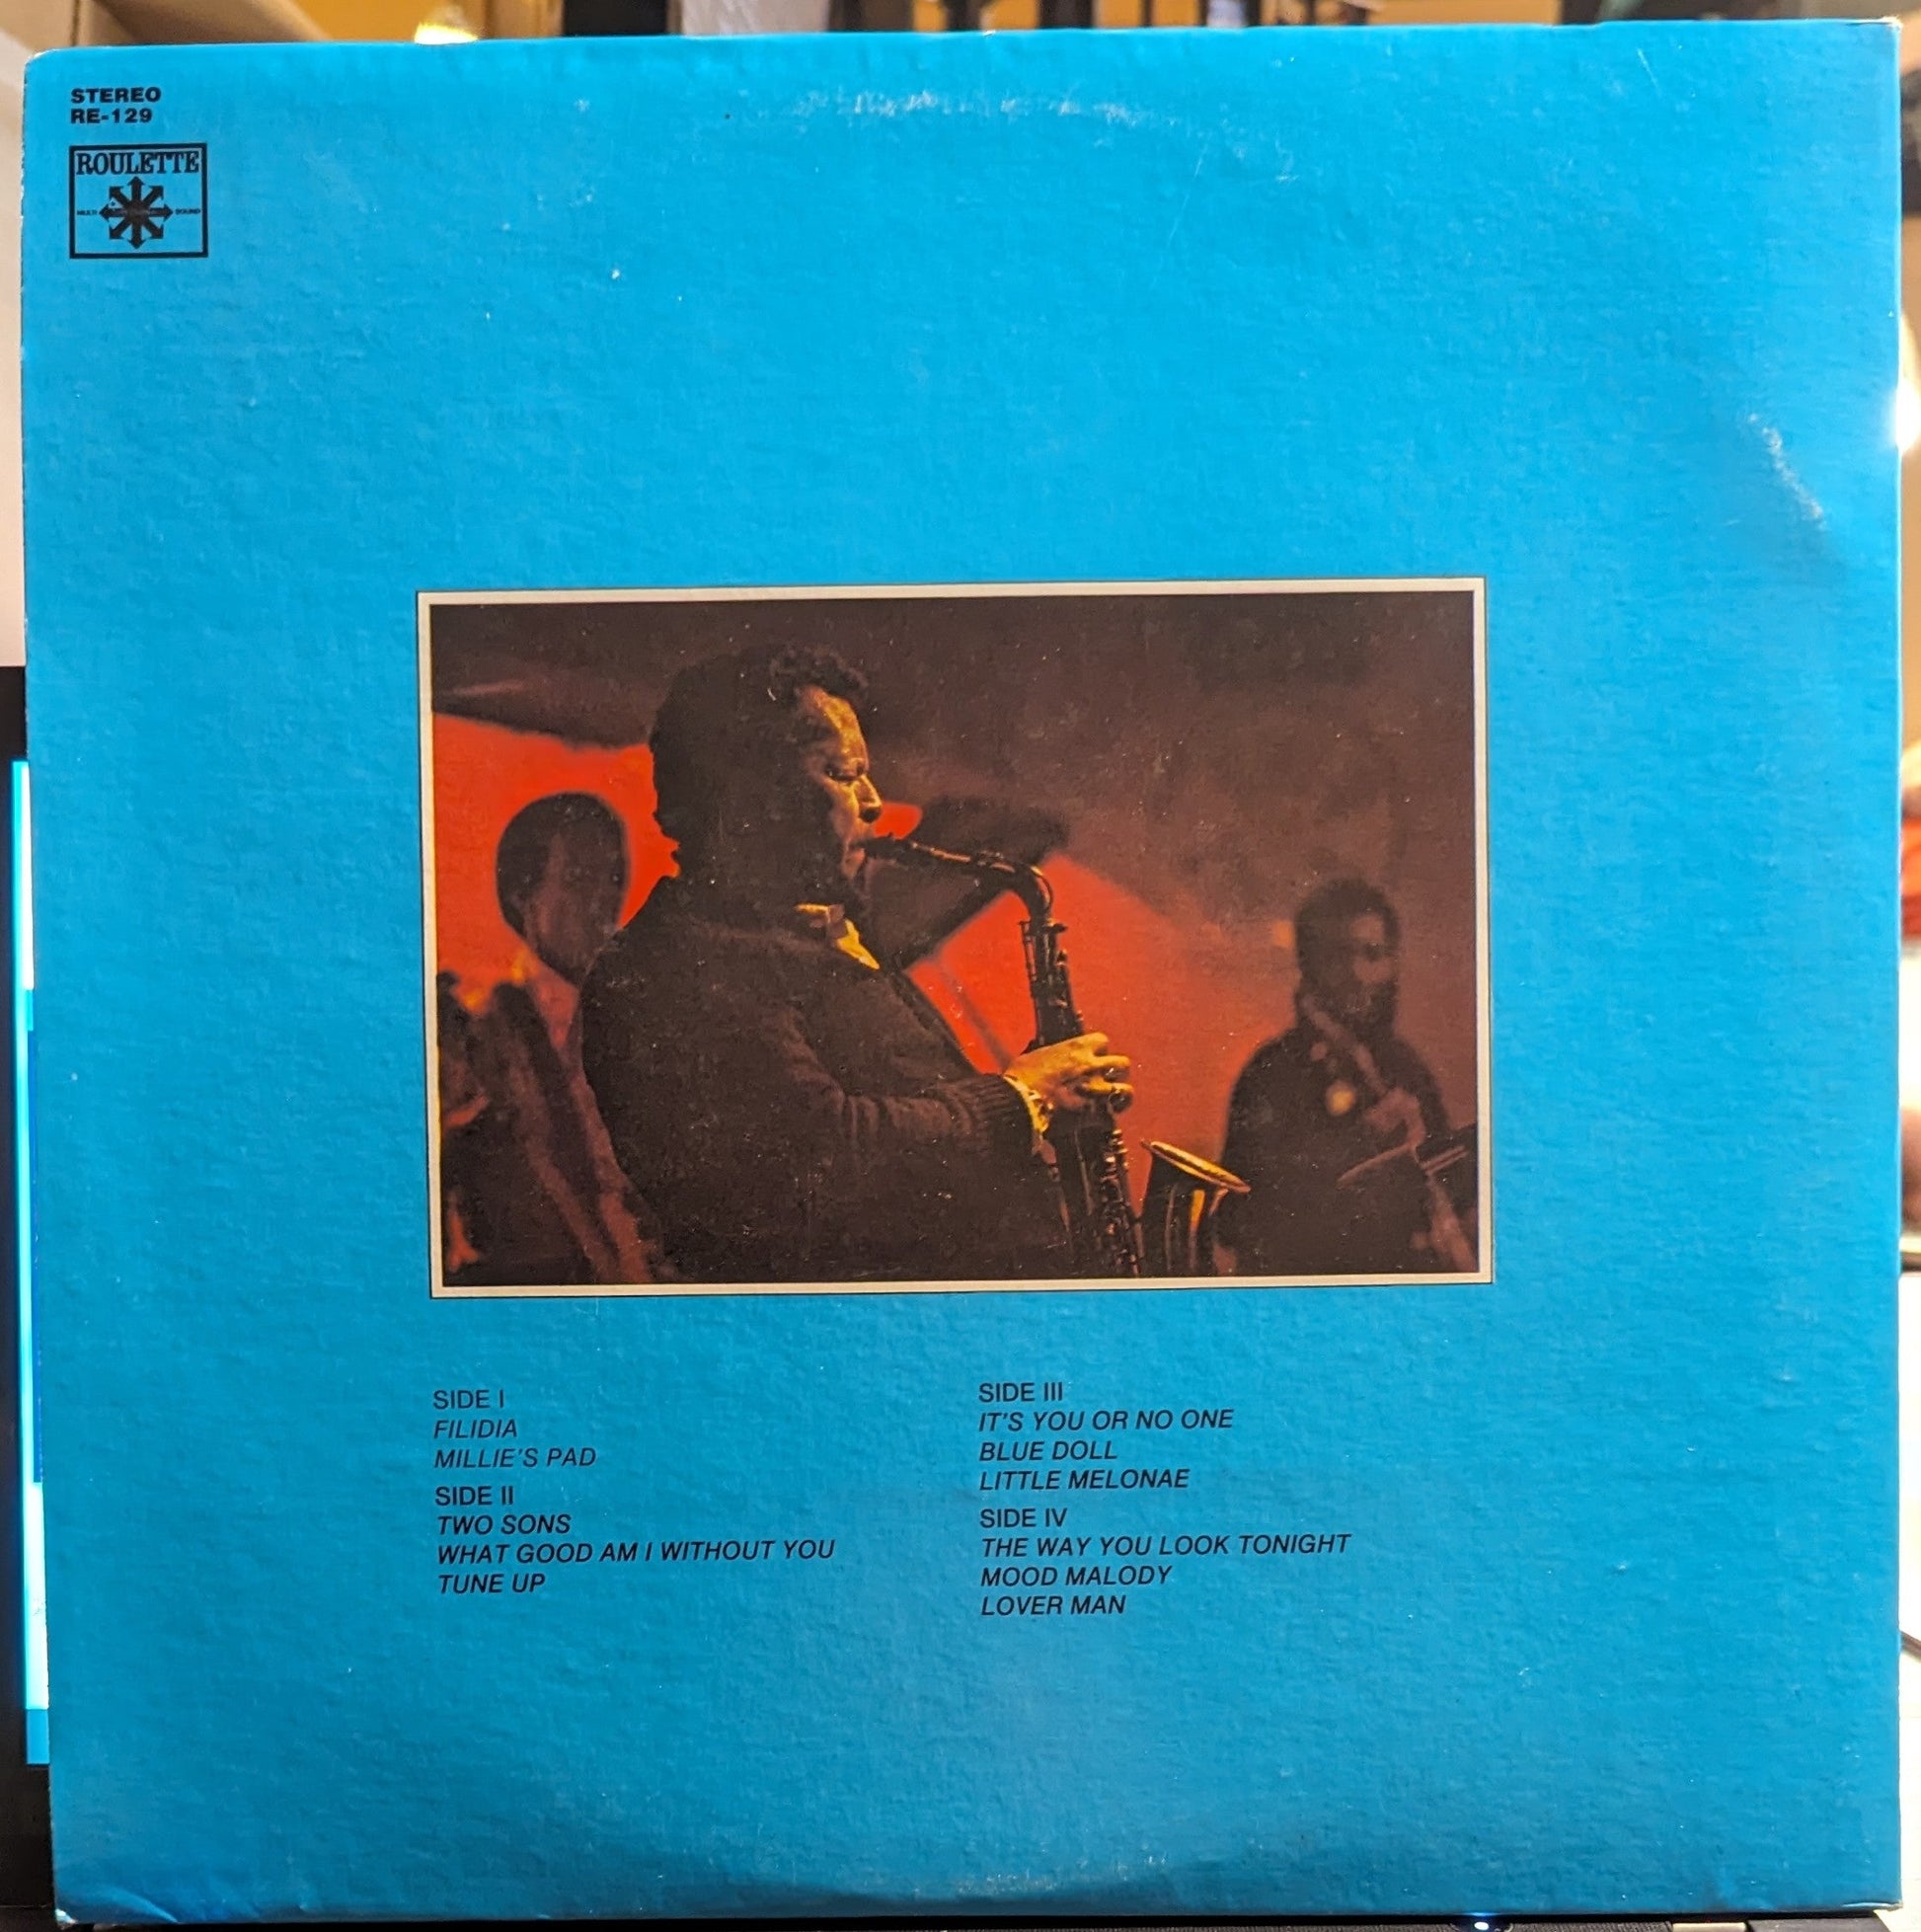 STEREO
RE-129
ROULETTE
MULTI SOUND
SIDE I
FILIDIA
MILLIE'S PAD
SIDE II
TWO SONS
WHAT GOOD AM I WITHOUT YOU
TUNE UP
SIDE III
IT'S YOU OR NO ONE
BLUE DOLL
LITTLE MELONAE
SIDE IV
THE WAY YOU LOOK TONIGHT
MOOD MALODY
LOVER MAN